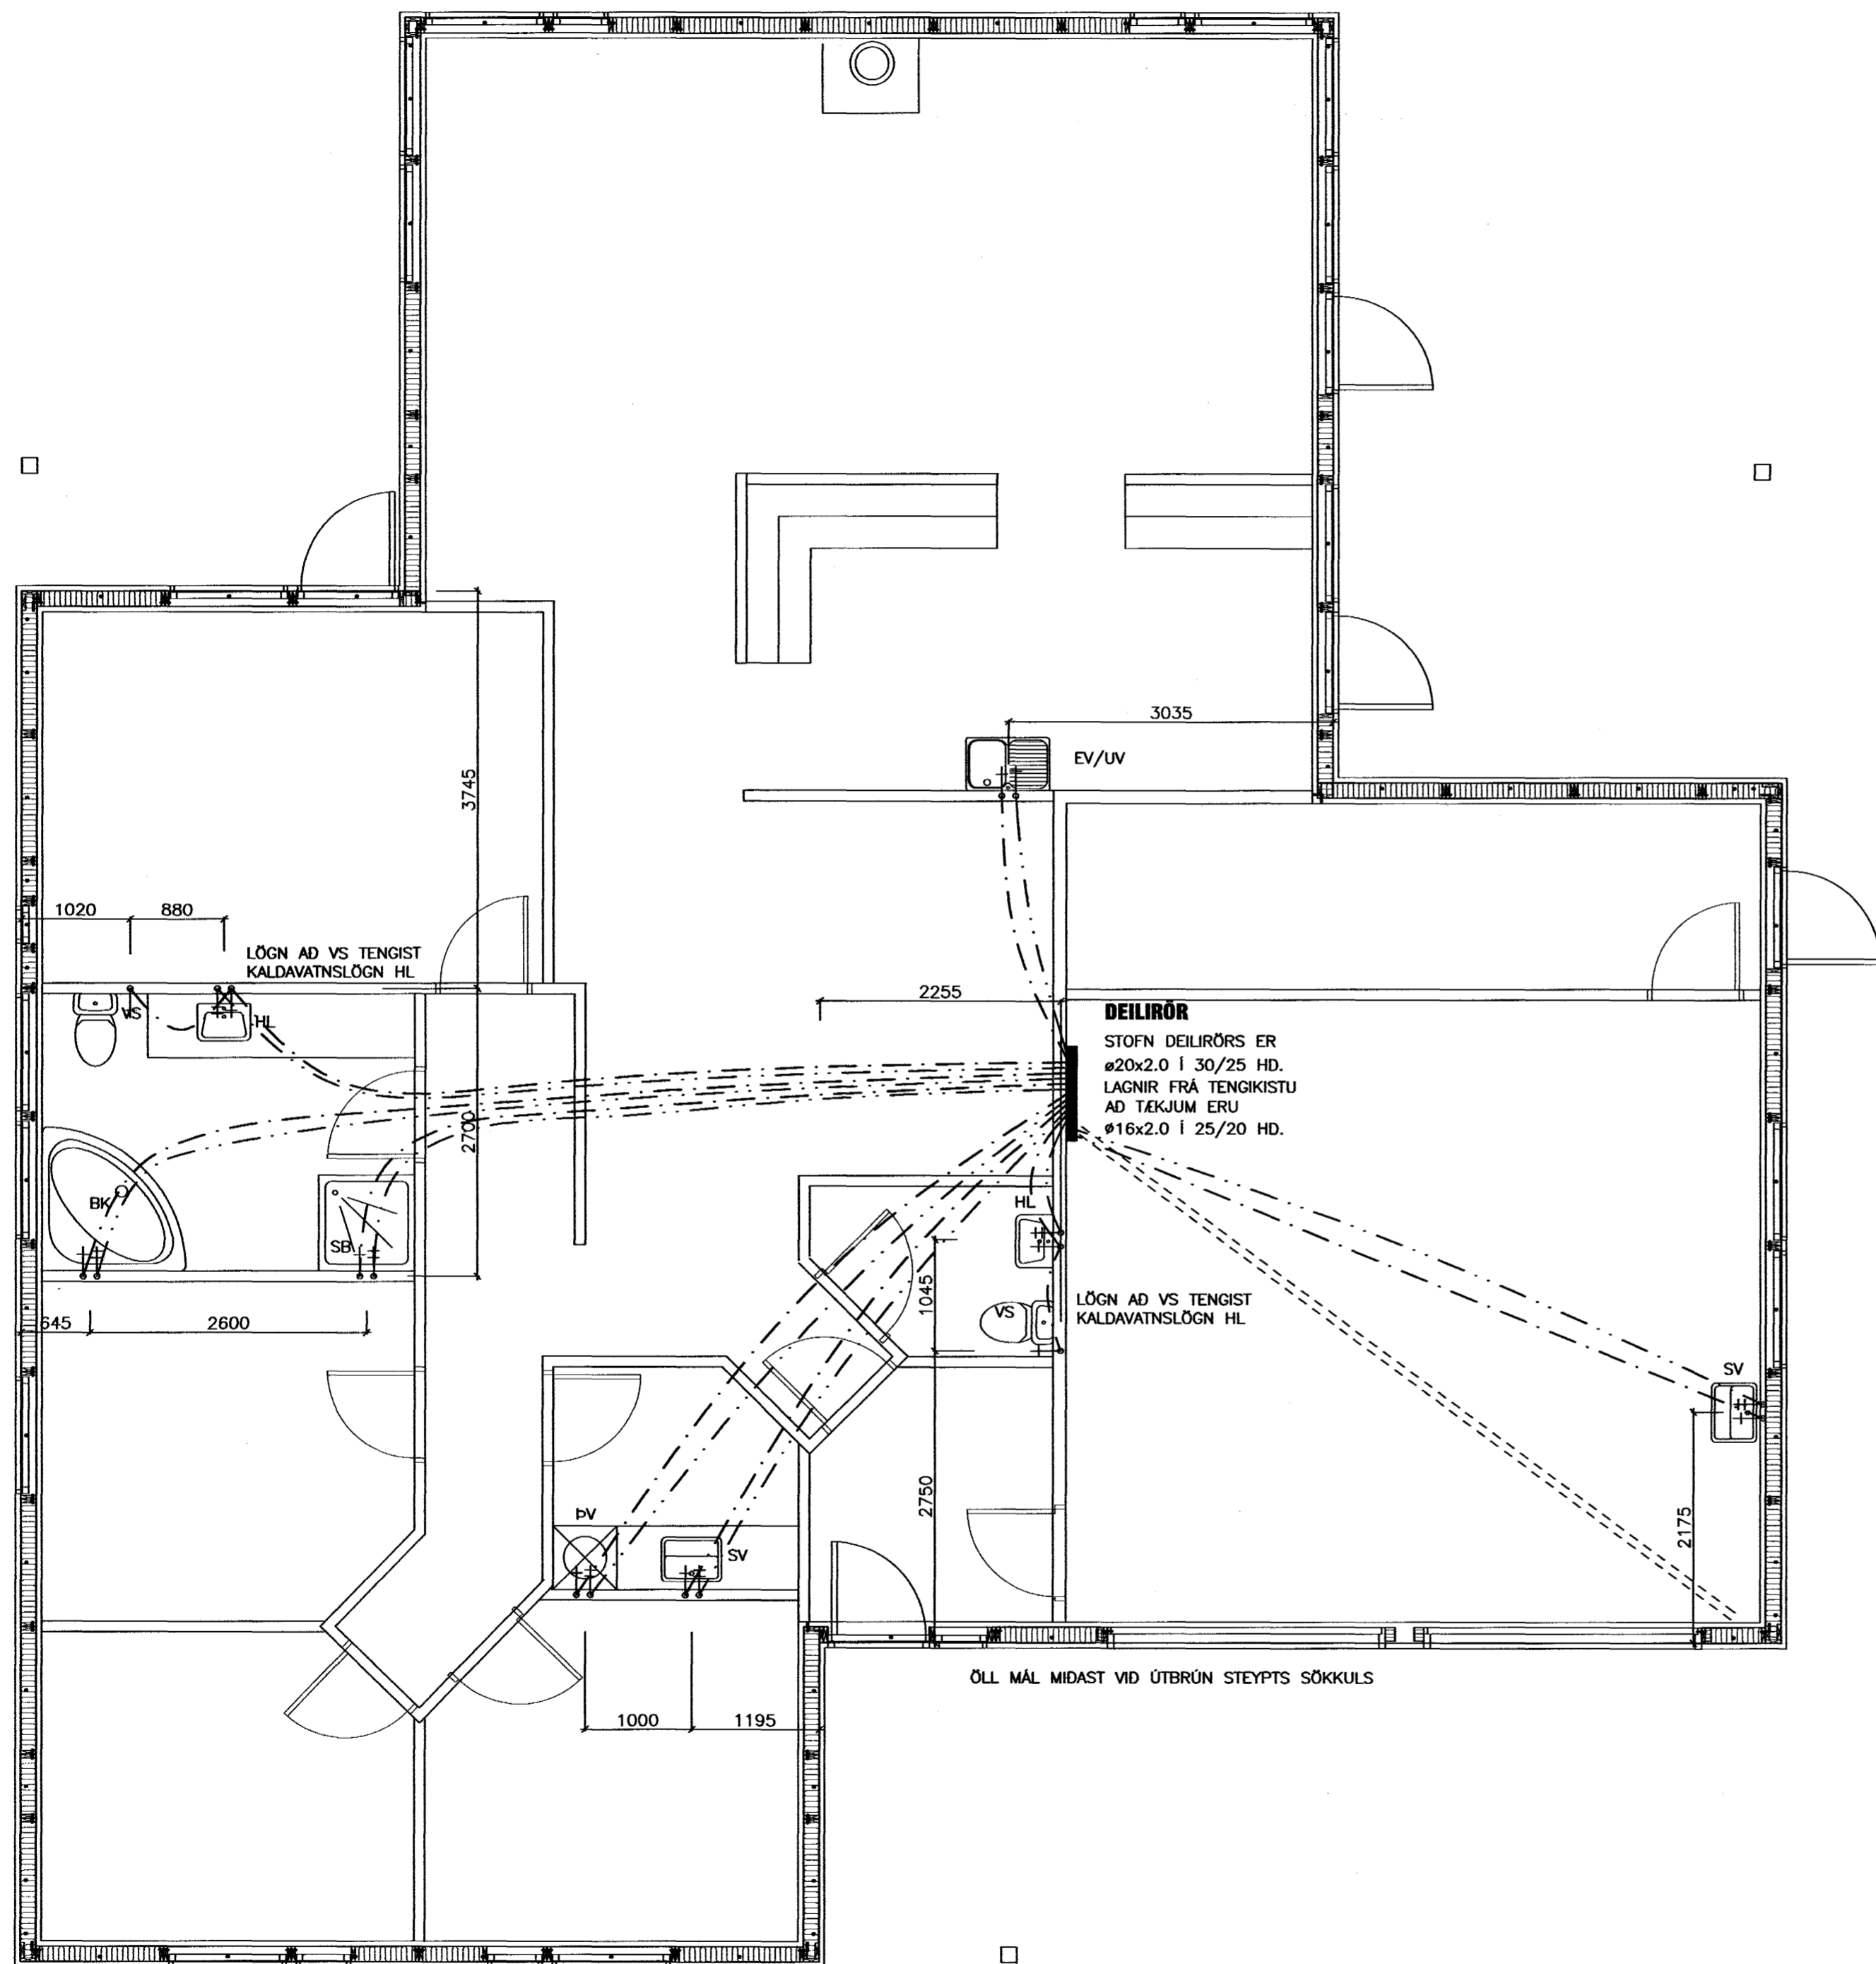 3035
EV/UV
3745
1020
880
LÖGN AÐ VS TENGIST
KALDAVATNSLÖGN HL
2255
VS
HL
DEILIRÖR
STOFN DEILIRÖRS ER
ø20x2.0 Í 30/25 HD.
LAGNIR FRÁ TENGIKISTU
AÐ TÆKJUM ERU
ø16x2.0 Í 25/20 HD.
2700
BK
SB
HL
1045
VS
LÖGN AÐ VS TENGIST
KALDAVATNSLÖGN HL
645
2600
SV
2750
2175
ÞV
SV
ÖLL MÁL MIÐAST VIÐ ÚTBRÚN STEYPTS SÖKKULS
1000
1195